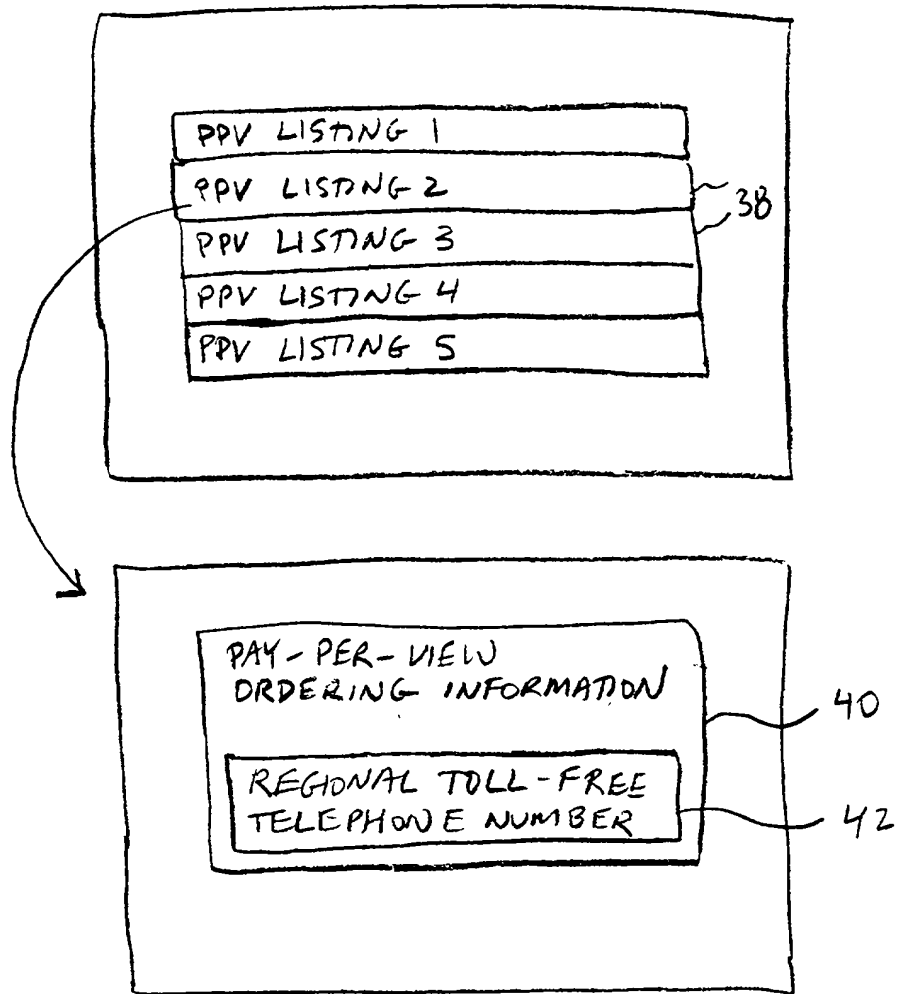 PPV LISTING 1
PPV LISTING 2
38
PPV LISTING 3
PPV LISTING 4
PPV LISTING 5
PAY-PER-VIEW
ORDERING INFORMATION
40
REGIONAL TOLL-FREE
TELEPHONE NUMBER
42